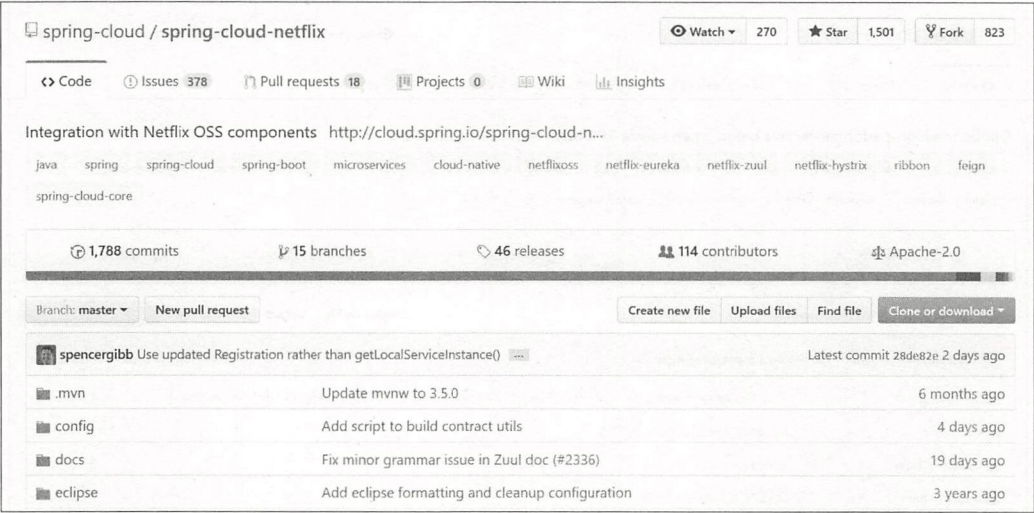 spring-cloud / spring-cloud-netflix Watch 270 Star 1,501 Fork 823
<> Code Issues 378 Pull requests 18 Projects 0 Wiki Insights
Integration with Netflix OSS components http://cloud.spring.io/spring-cloud-n...
java spring spring-cloud spring-boot microservices cloud-native netflixoss netflix-eureka netflix-zuul netflix-hystrix ribbon feign
spring-cloud-core
1,788 commits 15 branches 46 releases 114 contributors Apache-2.0
Branch: master New pull request Create new file Upload files Find file Clone or download
spencergibb Use updated Registration rather than getLocalServiceInstance() ... Latest commit 28de82e 2 days ago
.mvn Update mvnw to 3.5.0 6 months ago
config Add script to build contract utils 4 days ago
docs Fix minor grammar issue in Zuul doc (#2336) 19 days ago
eclipse Add eclipse formatting and cleanup configuration 3 years ago